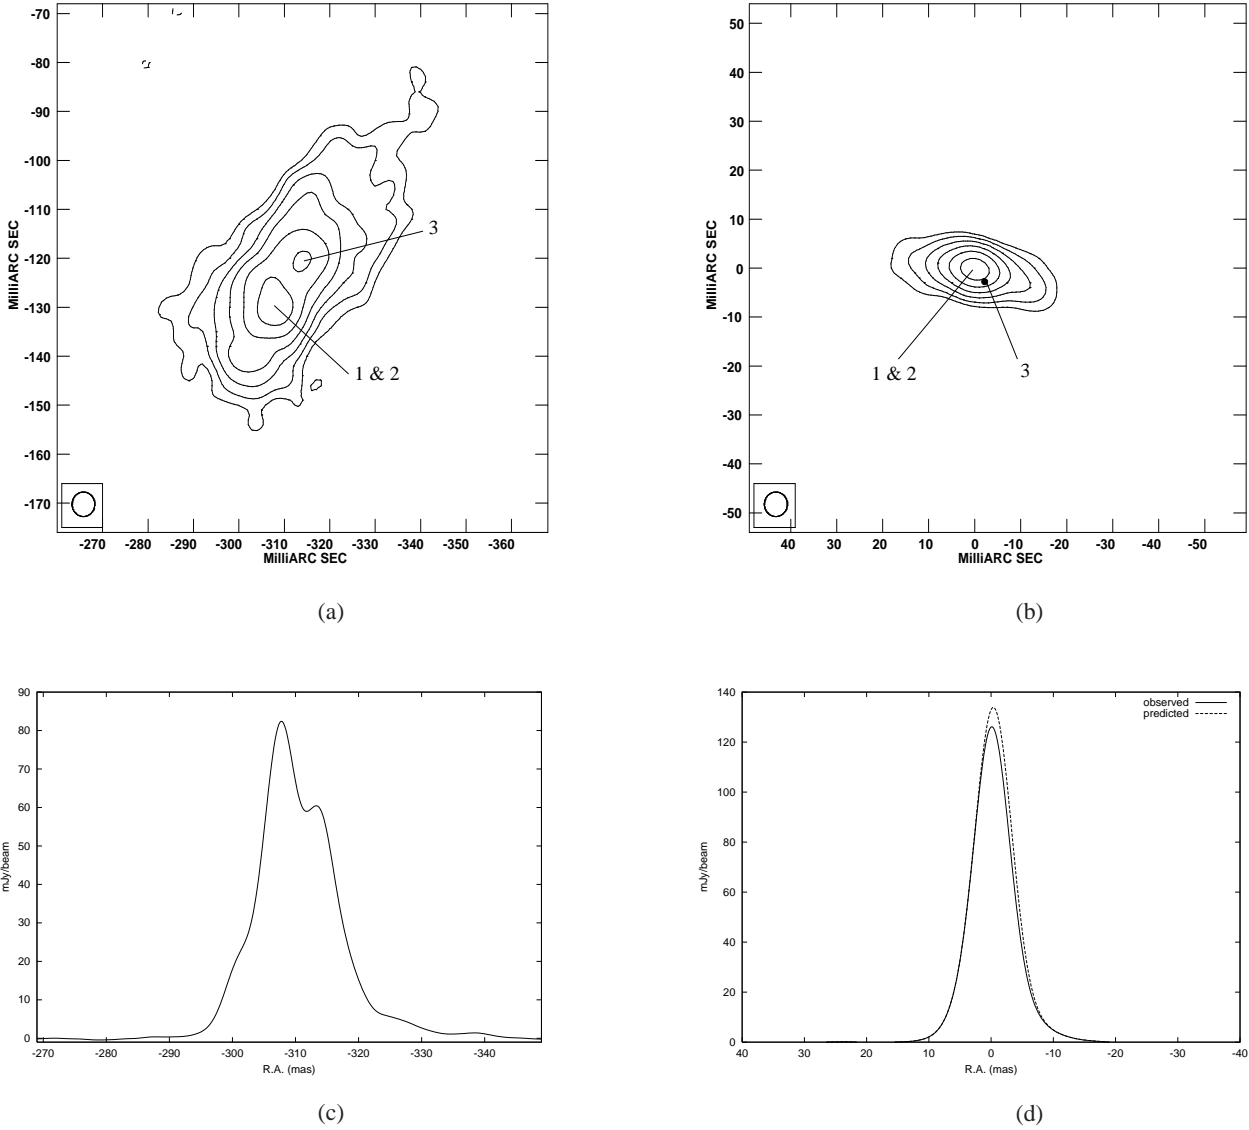 -70
-80
-90
-100
-110
-120
-130
-140
-150
-160
-170
MilliARC SEC
3
1 & 2
-270 -290 -300 -310 -320 -330 -340 -350 -360
MilliARC SEC
(a)
50
40
30
20
10
0
-10
-20
-30
-40
-50
MilliARC SEC
1 & 2
3
40 30 20 10 0 -10 -20 -30 -40 -50
MilliARC SEC
(b)
90
80
70
60
50
40
30
20
10
0
mJy/beam
-270 -280 -290 -300 -310 -320 -330 -340
R.A. (mas)
(c)
140
120
100
80
60
40
20
0
mJy/beam
observed
predicted
40 30 20 10 0 -10 -20 -30 -40
R.A. (mas)
(d)